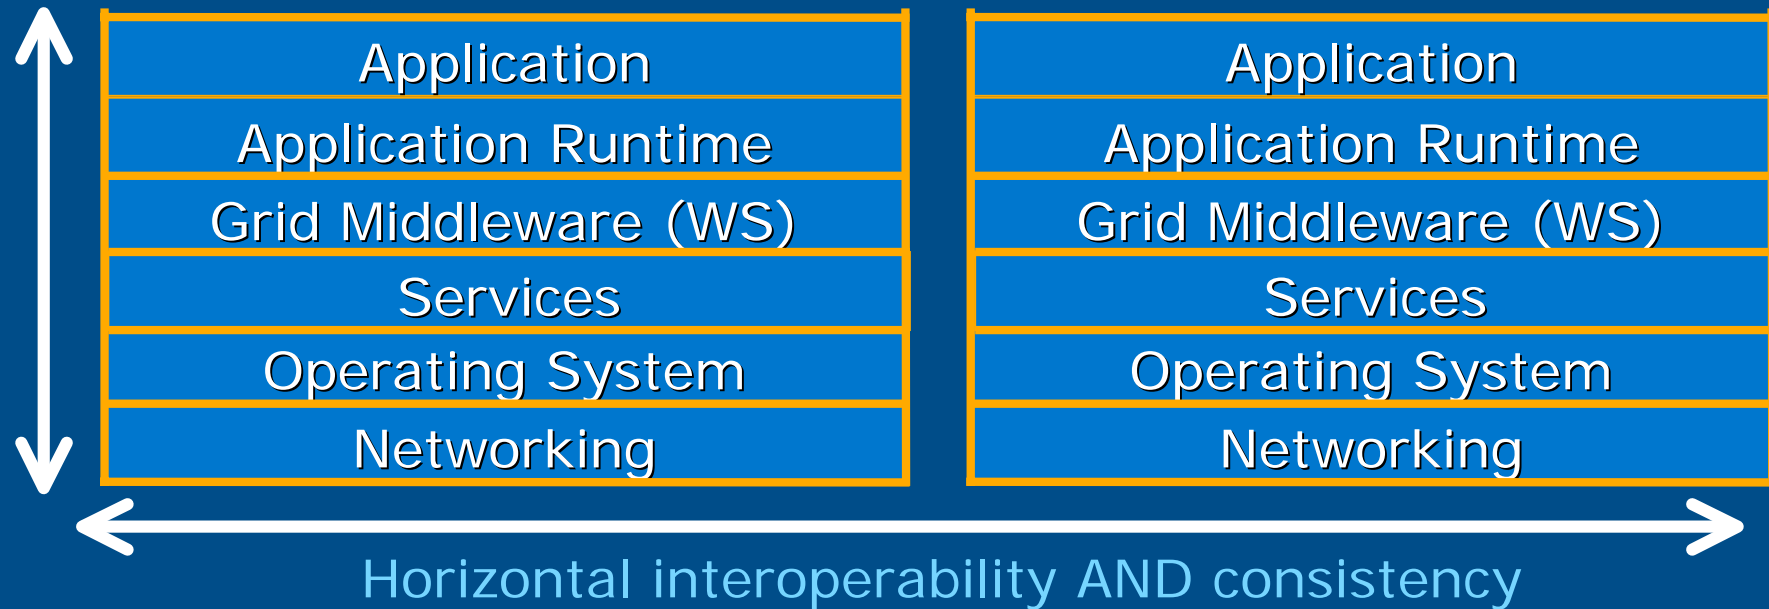 Application
Application Runtime
Grid Middleware (WS)
Services
Operating System
Networking
Application
Application Runtime
Grid Middleware (WS)
Services
Operating System
Networking
Horizontal interoperability AND consistency